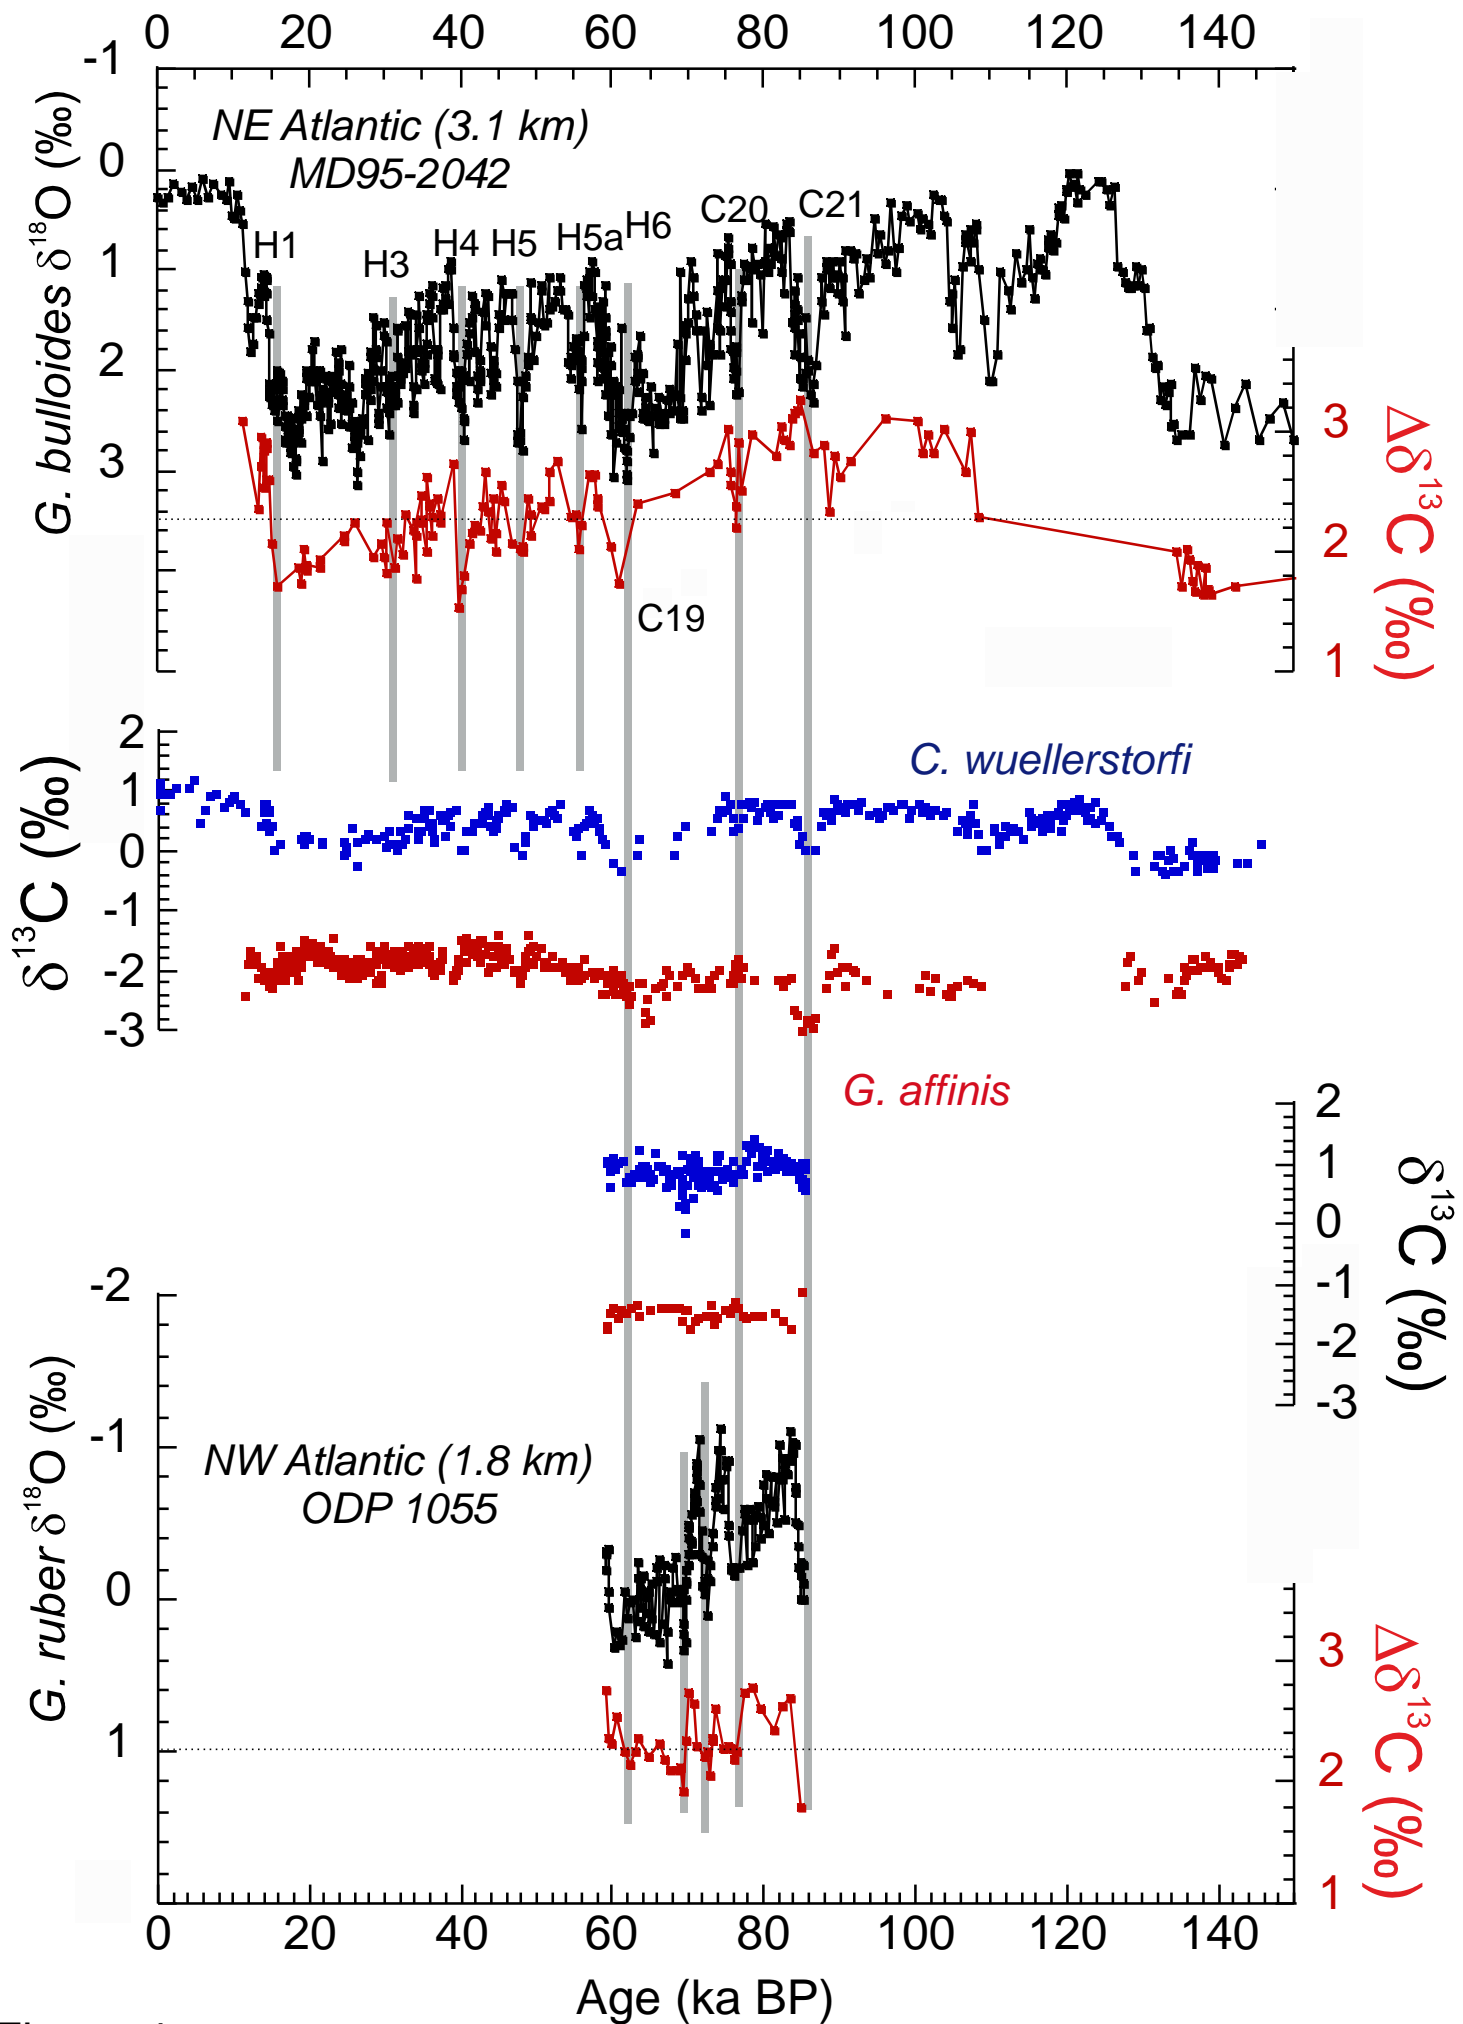 0 20 40 60 80 100 120 140
-1
0
1
2
3
G. bulloides δ18O (‰)
NE Atlantic (3.1 km)
MD95-2042
H1
H3
H4
H5
H5a
H6
C20
C21
C19
3
2
1
Δδ13C (‰)
2
1
0
-1
-2
-3
δ13C (‰)
C. wuellerstorfi
G. affinis
2
1
0
-1
-2
-3
δ13C (‰)
-2
-1
0
1
G. ruber δ18O (‰)
NW Atlantic (1.8 km)
ODP 1055
3
2
1
Δδ13C (‰)
0 20 40 60 80 100 120 140
Age (ka BP)